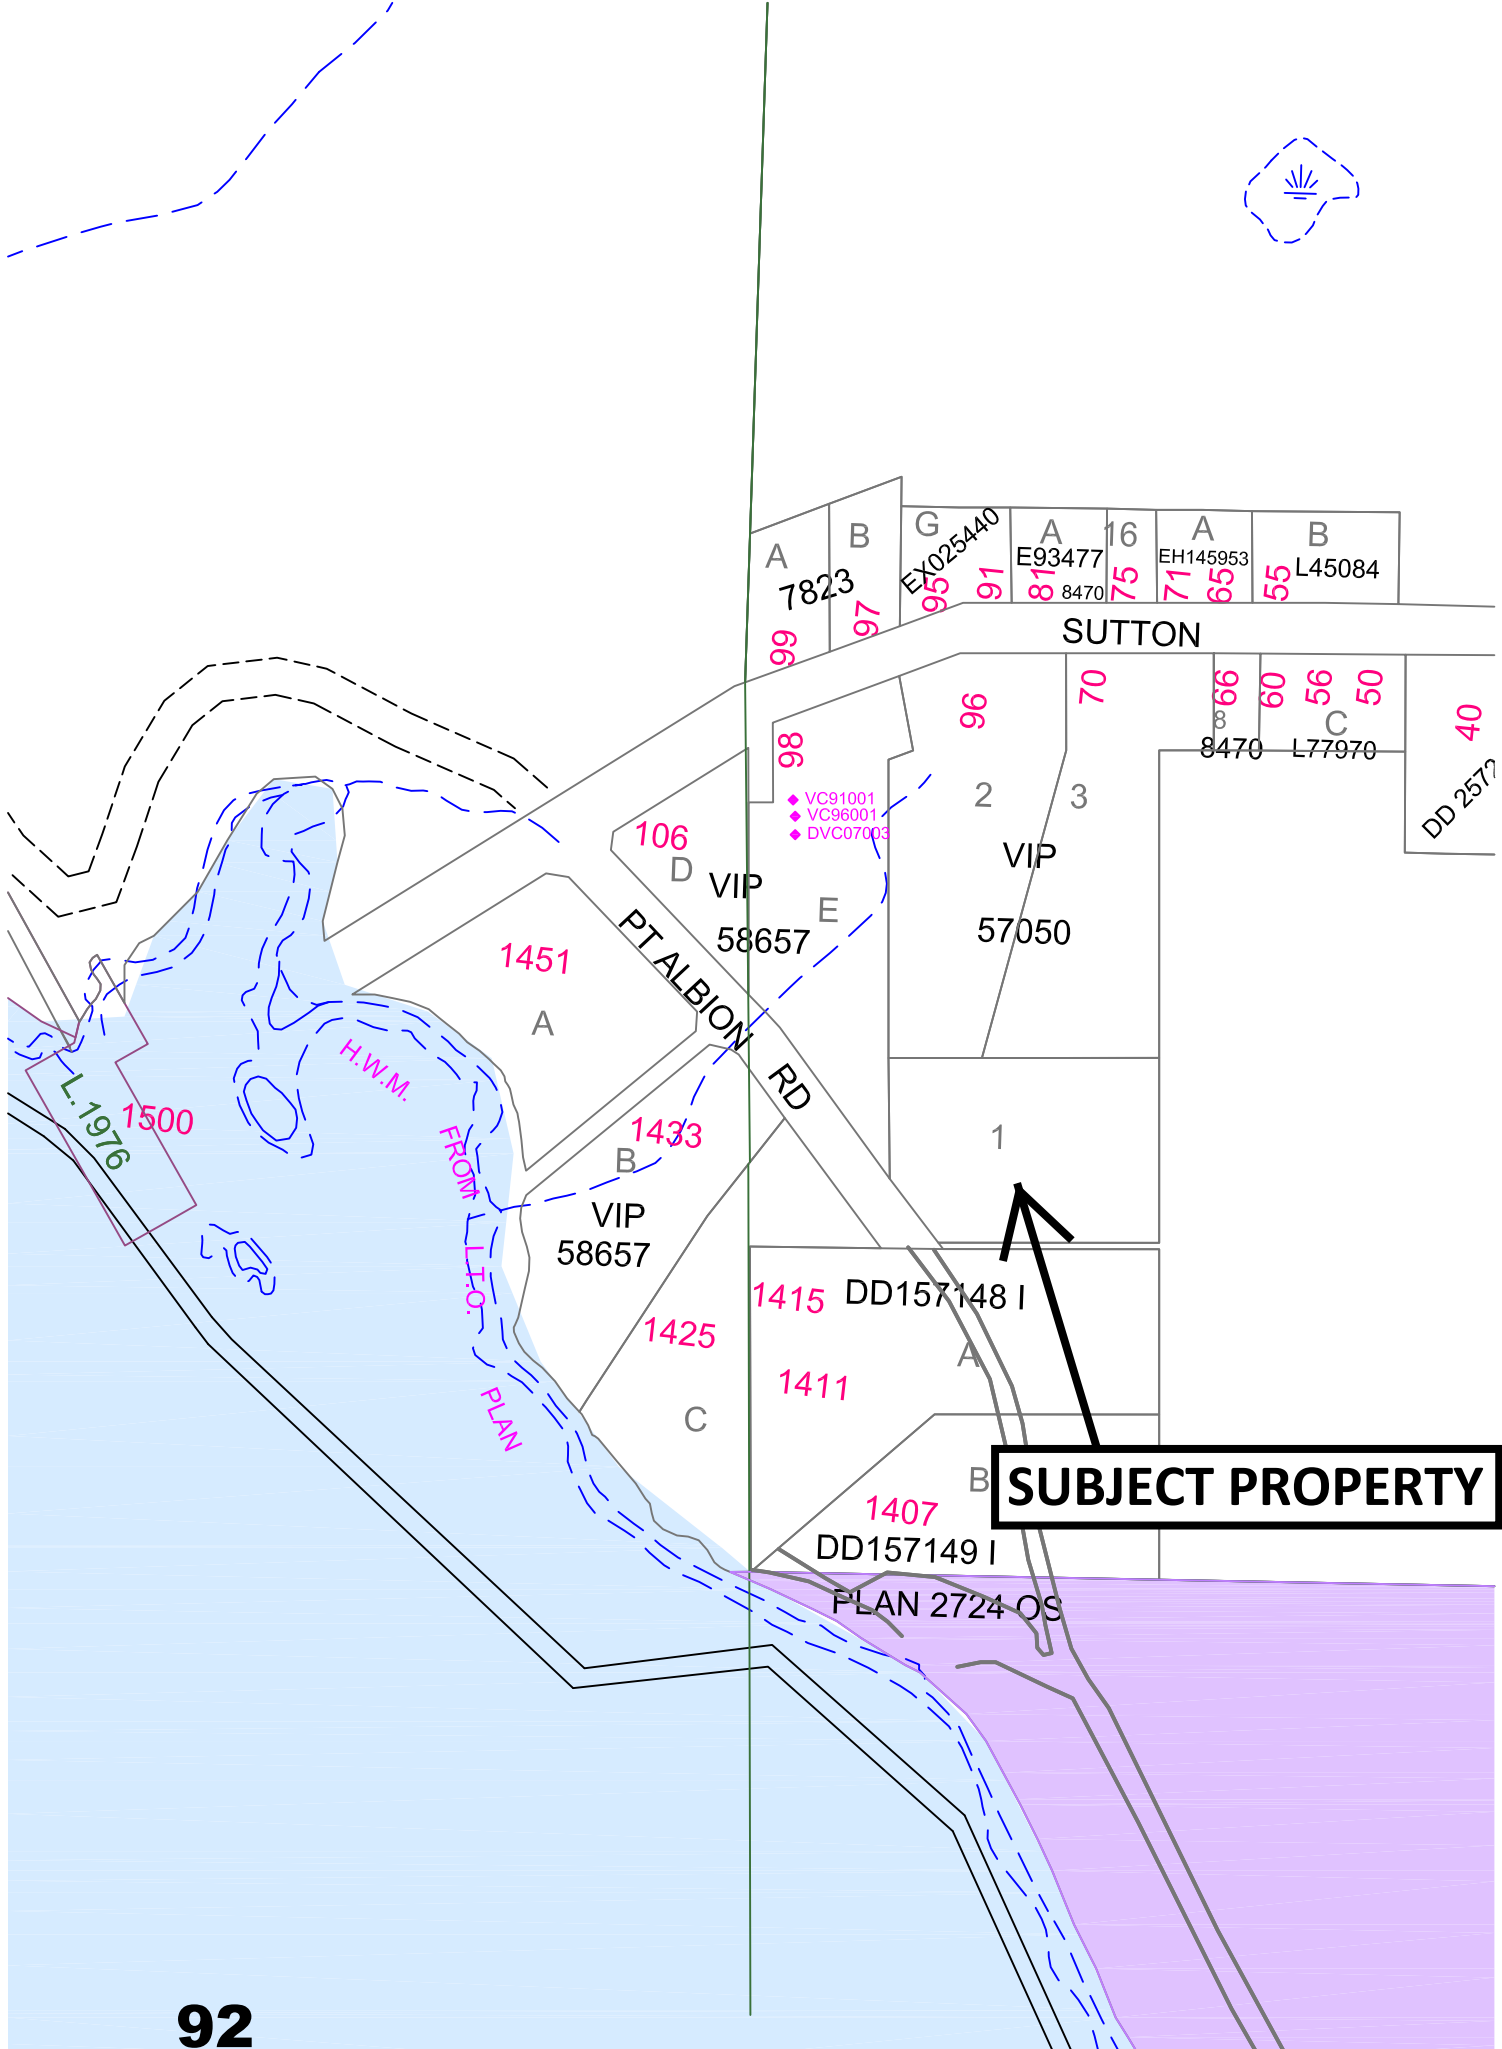 A
B
G
A
16
A
B
7823
EX025440
E93477
8470
EH145953
L45084
99
97
95
91
81
75
71
65
55
SUTTON
98
96
70
66
60
56
50
40
8
8470
C
L77970
DD 2572
2
3
VC91001
VC96001
DVC07003
106
D
VIP
58657
E
VIP
57050
1451
A
PT ALBION RD
H.W.M.
FROM
L.T.O.
PLAN
L.1976
1500
1433
B
VIP
58657
1
1415
DD157148 I
1425
A
1411
C
B
SUBJECT PROPERTY
1407
DD157149 I
PLAN 2724 OS
92